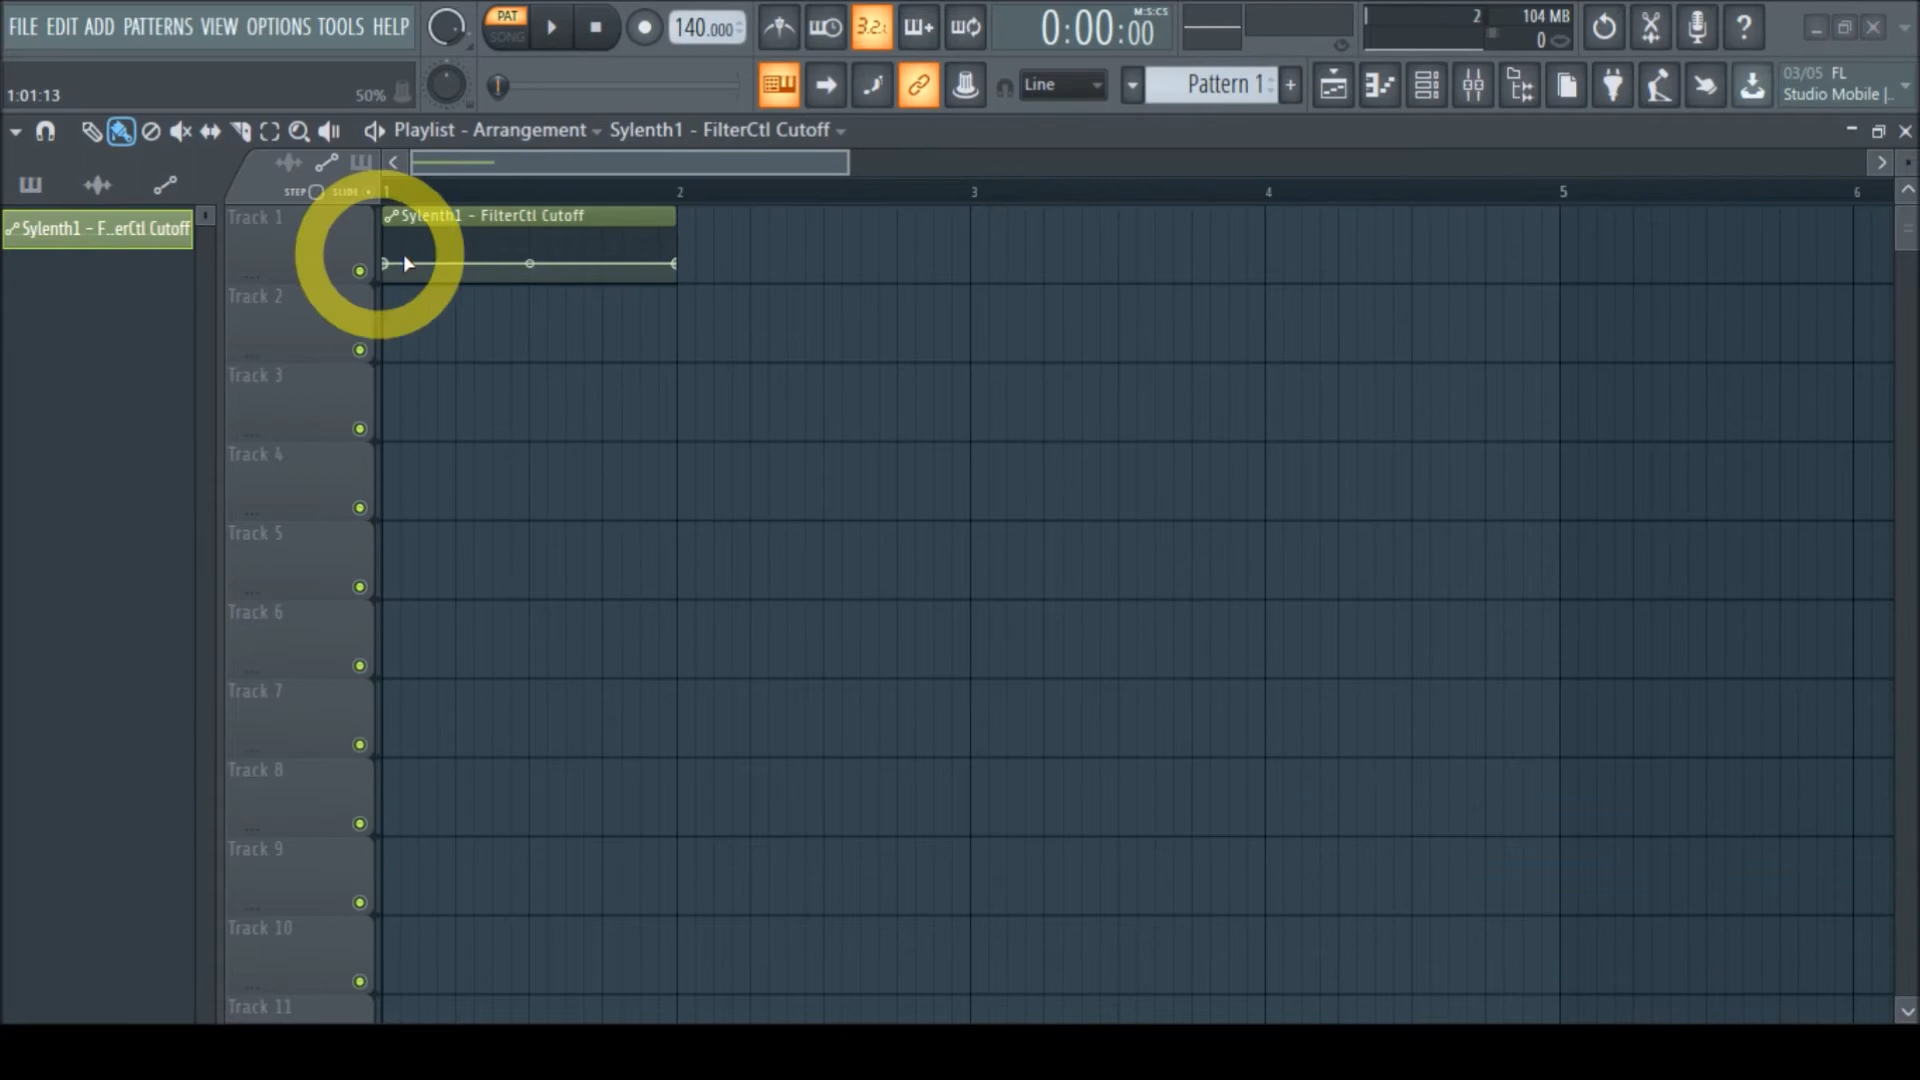 FILE EDIT ADD PATTERNS VIEW OPTIONS TOOLS HELP
PAT
SONG
140.000
3.2.
0:00:00
M:S:CS
2
104 MB
0
1:01:13
50%
Line
Pattern 1
03/05 FL
Studio Mobile |..
Playlist - Arrangement
Sylenth1 - FilterCtl Cutoff
STEP
SLIDE
1
2
3
4
5
6
Sylenth1 - F...erCtl Cutoff
Track 1
Sylenth1 - FilterCtl Cutoff
Track 2
Track 3
Track 4
Track 5
Track 6
Track 7
Track 8
Track 9
Track 10
Track 11